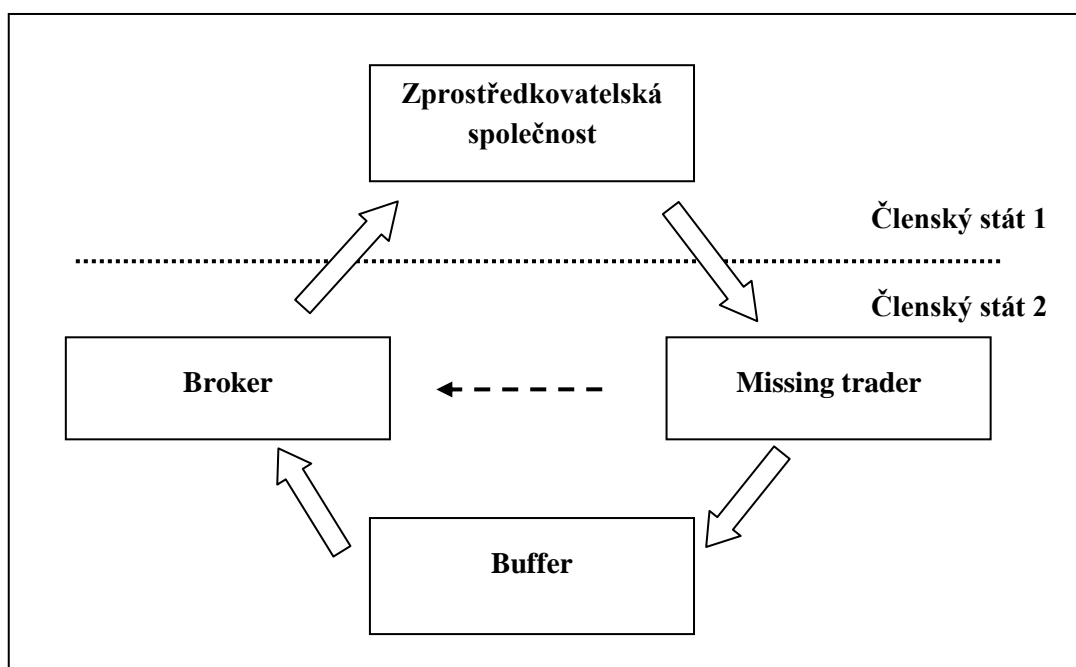 Zprostředkovatelská
společnost
Členský stát 1
Členský stát 2
Broker
Missing trader
Buffer